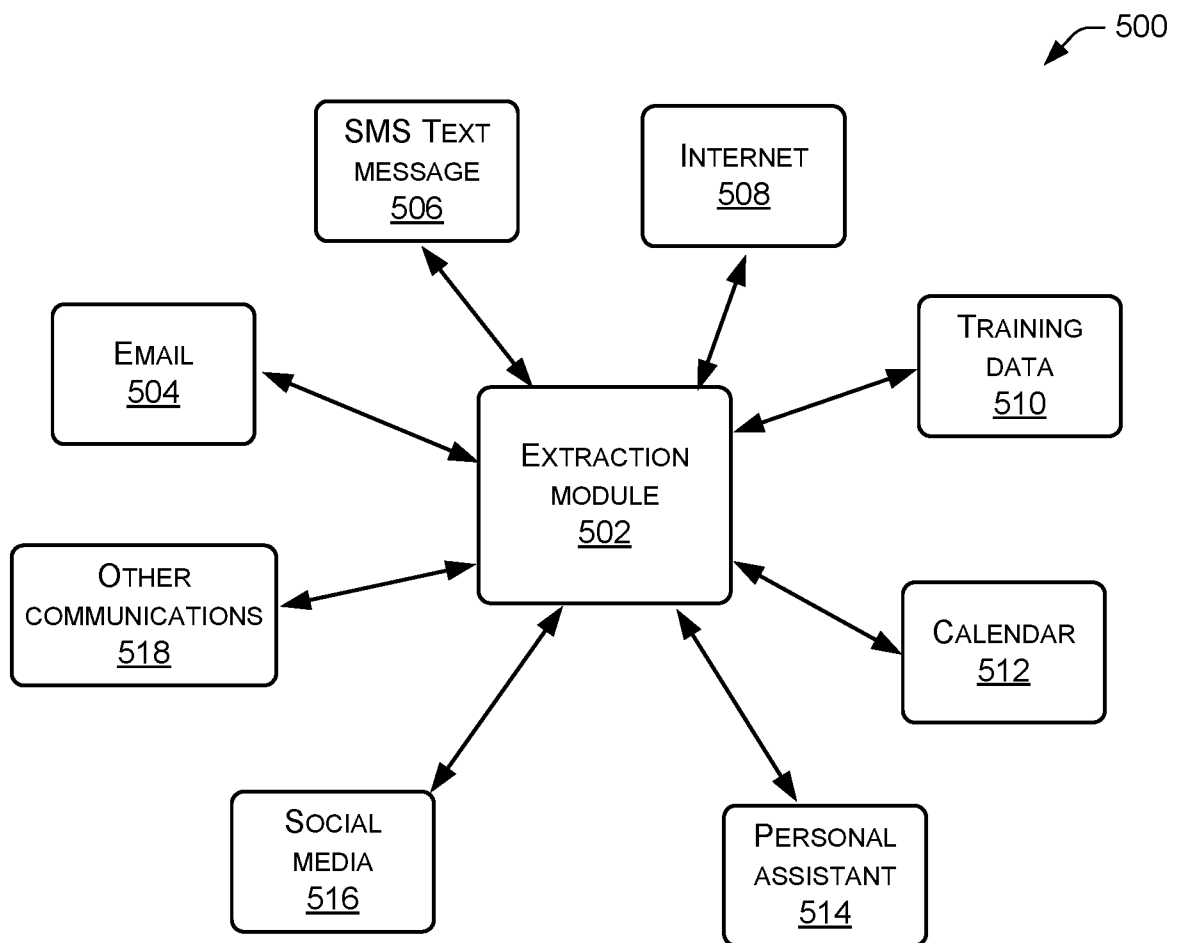 500
SMS TEXT
MESSAGE
506
INTERNET
508
TRAINING
DATA
510
EMAIL
504
EXTRACTION
MODULE
502
OTHER
COMMUNICATIONS
518
CALENDAR
512
SOCIAL
MEDIA
516
PERSONAL
ASSISTANT
514